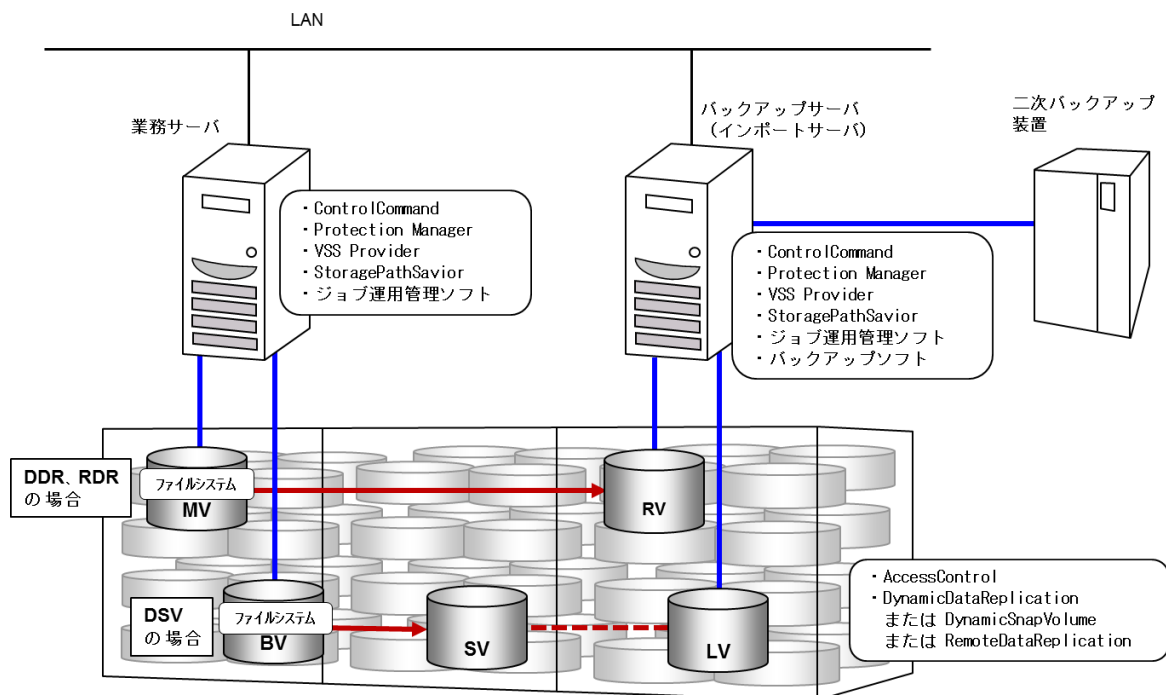 LAN
業務サーバ
バックアップサーバ
(インポートサーバ)
二次バックアップ
装置
・ControlCommand
・Protection Manager
・VSS Provider
・StoragePathSavior
・ジョブ運用管理ソフト
・ControlCommand
・Protection Manager
・VSS Provider
・StoragePathSavior
・ジョブ運用管理ソフト
・バックアップソフト
DDR、RDR
の場合
ファイルシステム
MV
RV
DSV
の場合
ファイルシステム
BV
SV
LV
・AccessControl
・DynamicDataReplication
または DynamicSnapVolume
または RemoteDataReplication